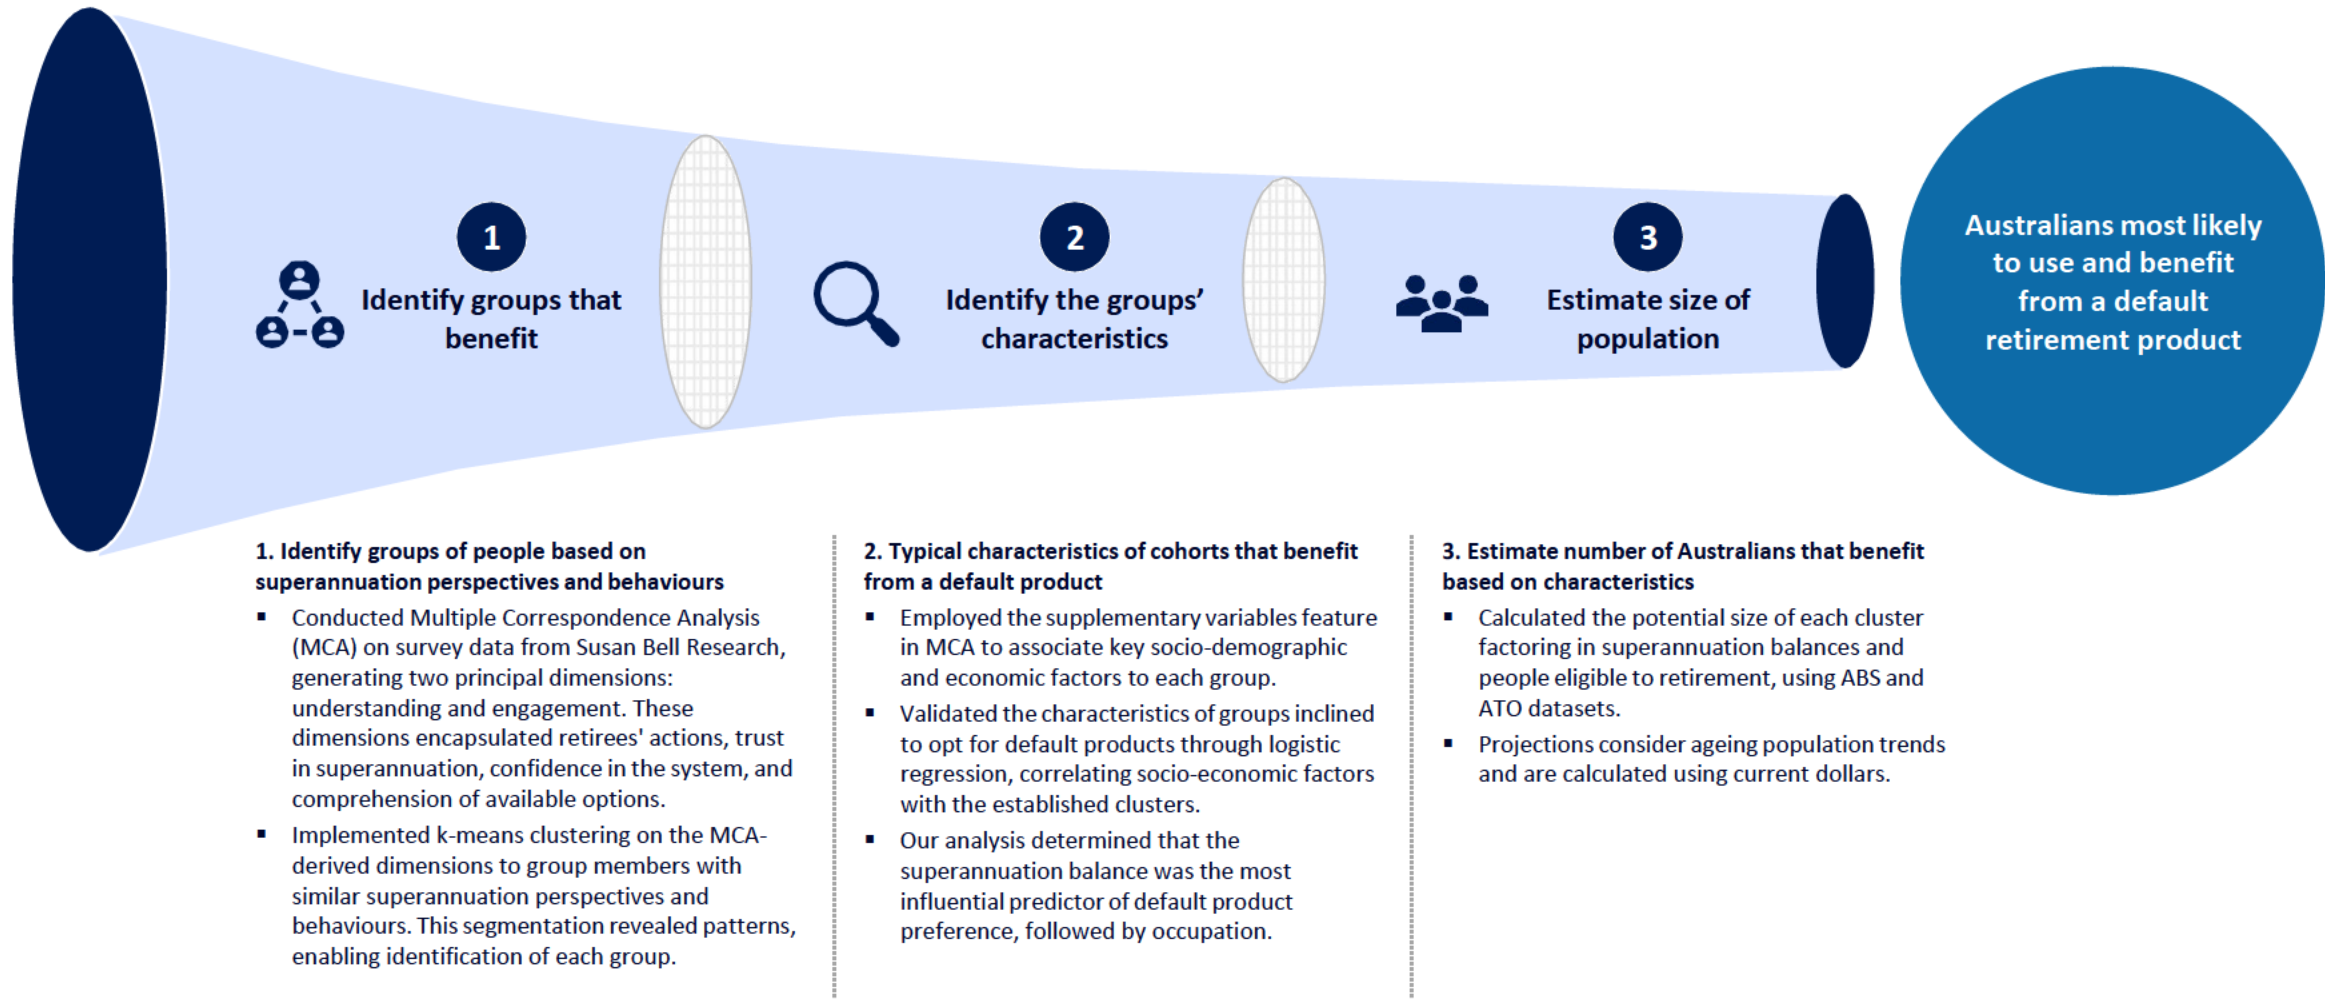 1
Identify groups that
benefit
2
Identify the groups’
characteristics
3
Estimate size of
population
Australians most likely
to use and benefit
from a default
retirement product
1. Identify groups of people based on
superannuation perspectives and behaviours
▪ Conducted Multiple Correspondence Analysis
(MCA) on survey data from Susan Bell Research,
generating two principal dimensions:
understanding and engagement. These
dimensions encapsulated retirees' actions, trust
in superannuation, confidence in the system, and
comprehension of available options.
▪ Implemented k-means clustering on the MCA-
derived dimensions to group members with
similar superannuation perspectives and
behaviours. This segmentation revealed patterns,
enabling identification of each group.
2. Typical characteristics of cohorts that benefit
from a default product
▪ Employed the supplementary variables feature
in MCA to associate key socio-demographic
and economic factors to each group.
▪ Validated the characteristics of groups inclined
to opt for default products through logistic
regression, correlating socio-economic factors
with the established clusters.
▪ Our analysis determined that the
superannuation balance was the most
influential predictor of default product
preference, followed by occupation.
3. Estimate number of Australians that benefit
based on characteristics
▪ Calculated the potential size of each cluster
factoring in superannuation balances and
people eligible to retirement, using ABS and
ATO datasets.
▪ Projections consider ageing population trends
and are calculated using current dollars.